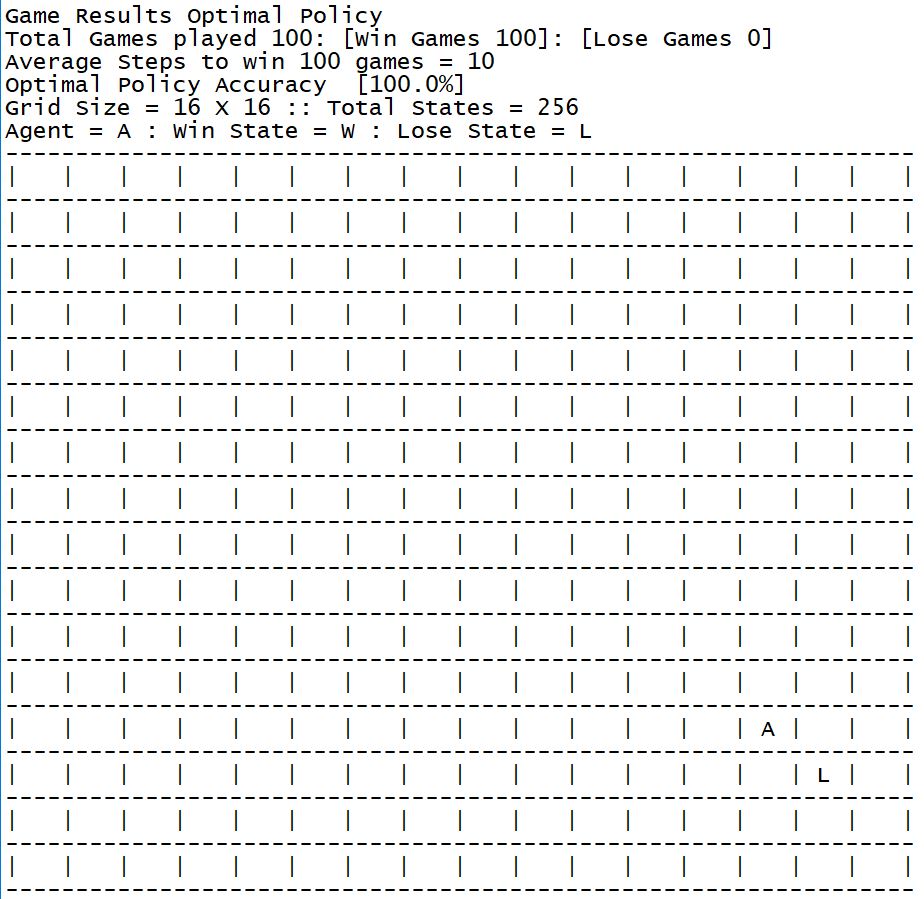 Game Results Optimal Policy
Total Games played 100: [Win Games 100]: [Lose Games 0]
Average Steps to win 100 games = 10
Optimal Policy Accuracy  [100.0%]
Grid Size = 16 X 16 :: Total States = 256
Agent = A : Win State = W : Lose State = L
A
L